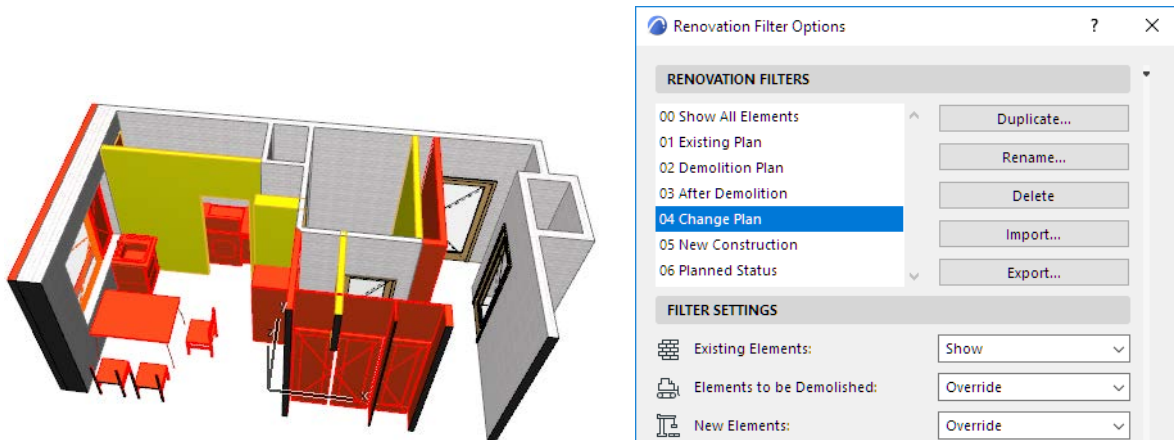 Renovation Filter Options
?
RENOVATION FILTERS
00 Show All Elements
01 Existing Plan
02 Demolition Plan
03 After Demolition
04 Change Plan
05 New Construction
06 Planned Status
Duplicate...
Rename...
Delete
Import...
Export...
FILTER SETTINGS
Existing Elements: Show
Elements to be Demolished: Override
New Elements: Override